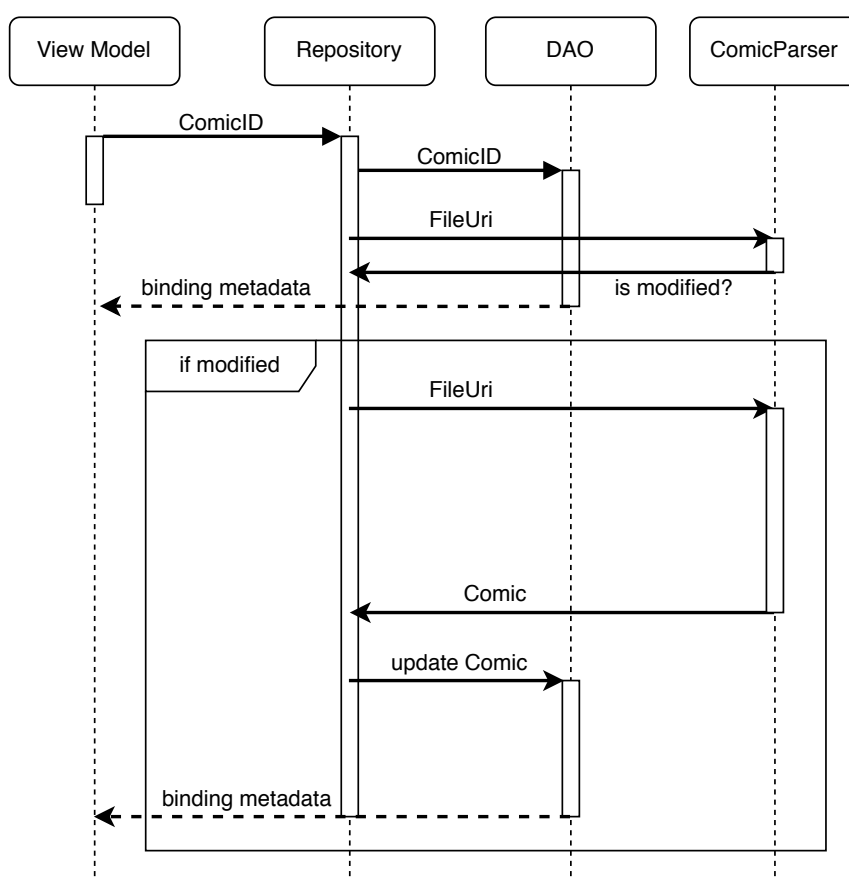 View Model
Repository
DAO
ComicParser
ComicID
ComicID
FileUri
is modified?
binding metadata
if modified
FileUri
Comic
update Comic
binding metadata